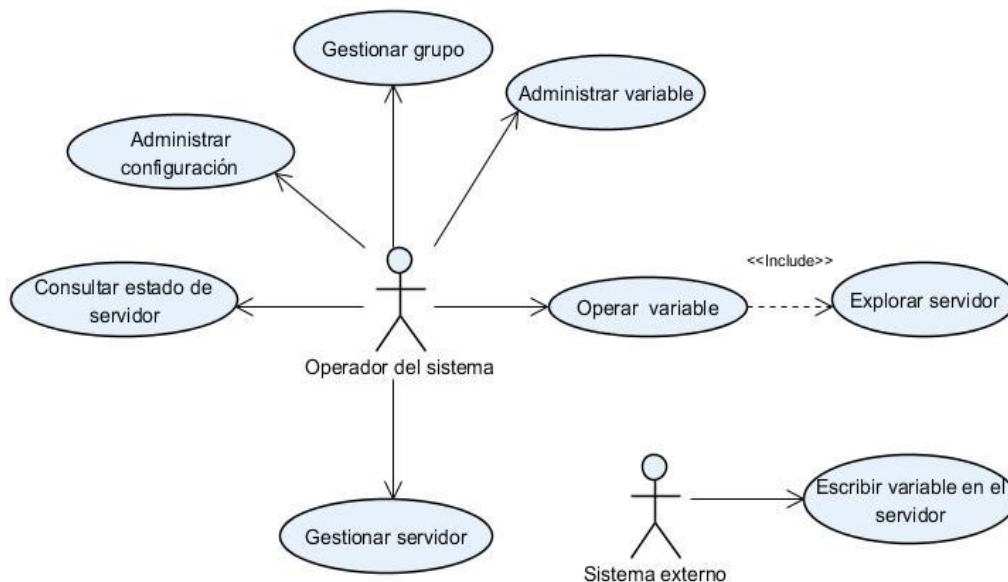 Gestionar grupo
Administrar variable
Administrar
configuración
<<Include>>
Consultar estado de
servidor
Operar variable
Explorar servidor
Operador del sistema
Escribir variable en el
servidor
Gestionar servidor
Sistema externo